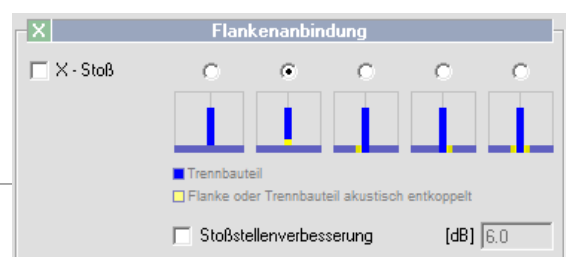 Flankenanbindung
X - Stoß
Trennbauteil
Flanke oder Trennbauteil akustisch entkoppelt
Stoßstellenverbesserung [dB] 6.0